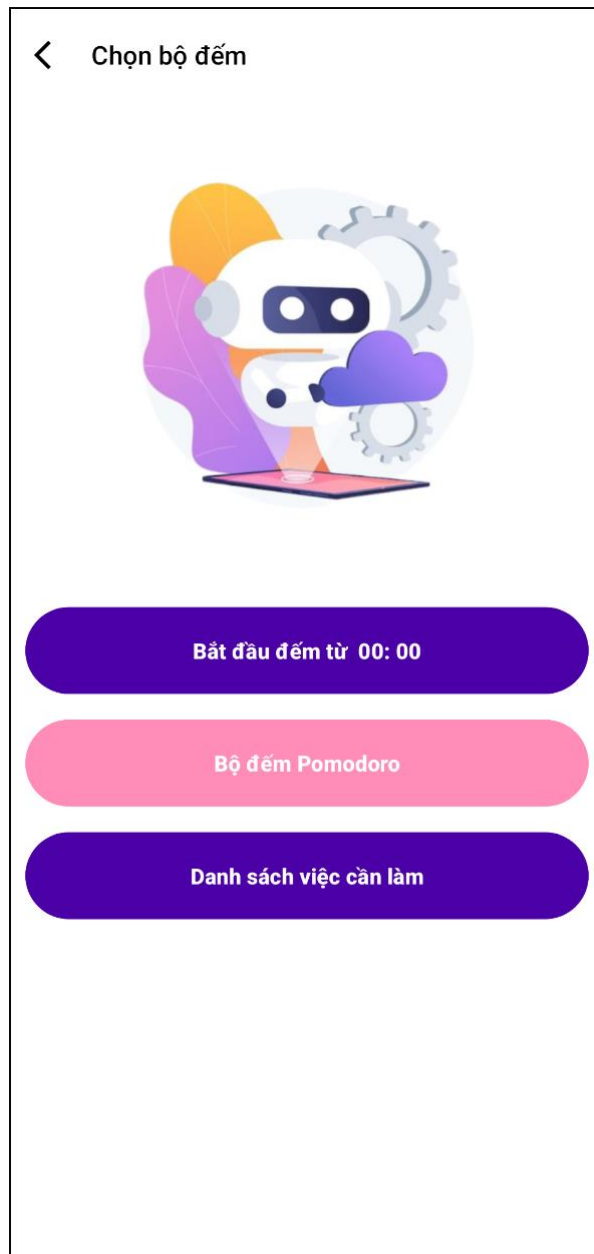 Chọn bộ đếm
Bắt đầu đếm từ  00: 00
Bộ đếm Pomodoro
Danh sách việc cần làm